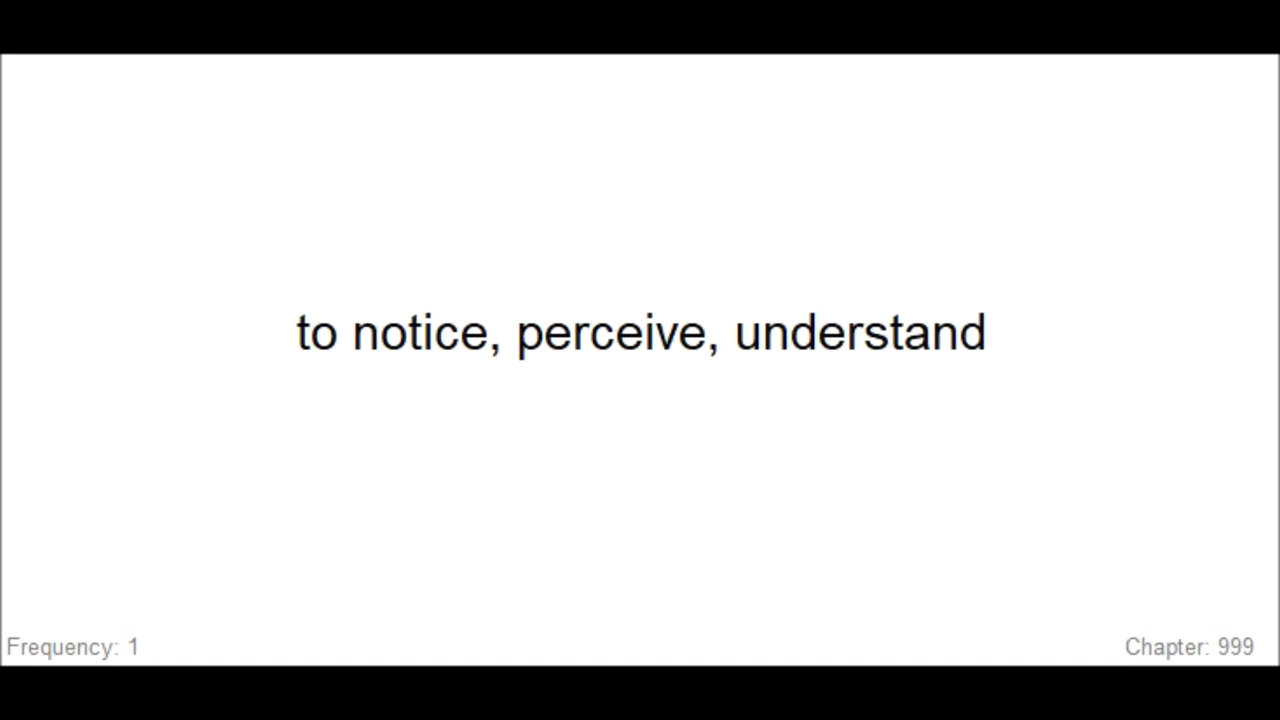 to notice, perceive, understand
Frequency: 1
Chapter: 999